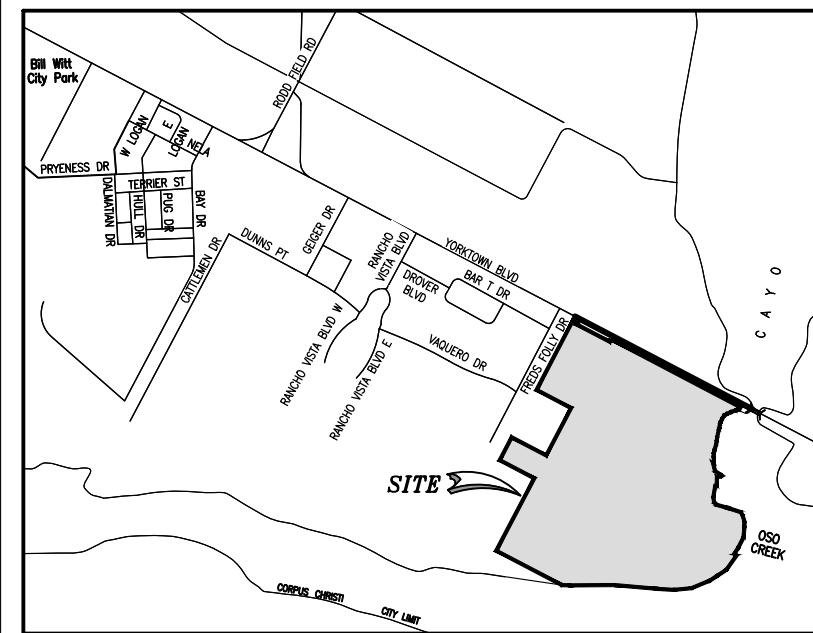 Bill Witt
City Park
RODD FIELD RD
W LOGAN
E
LOGAN
NELA
PRYENESS DR
TERRIER ST
DALMATIAN DR
HULL DR
PUG DR
BAY DR
CATTLEMEN DR
DUNNS PT
GEIGER DR
RANCHO
VISTA BLVD
YORKTOWN BLVD
BAR T DR
DROVER
BLVD
CAYO
RANCHO VISTA BLVD W
RANCHO VISTA BLVD E
VAQUERO DR
FREDS FOLLY DR
SITE
OSO
CREEK
CORPUS CHRISTI
CITY LIMIT